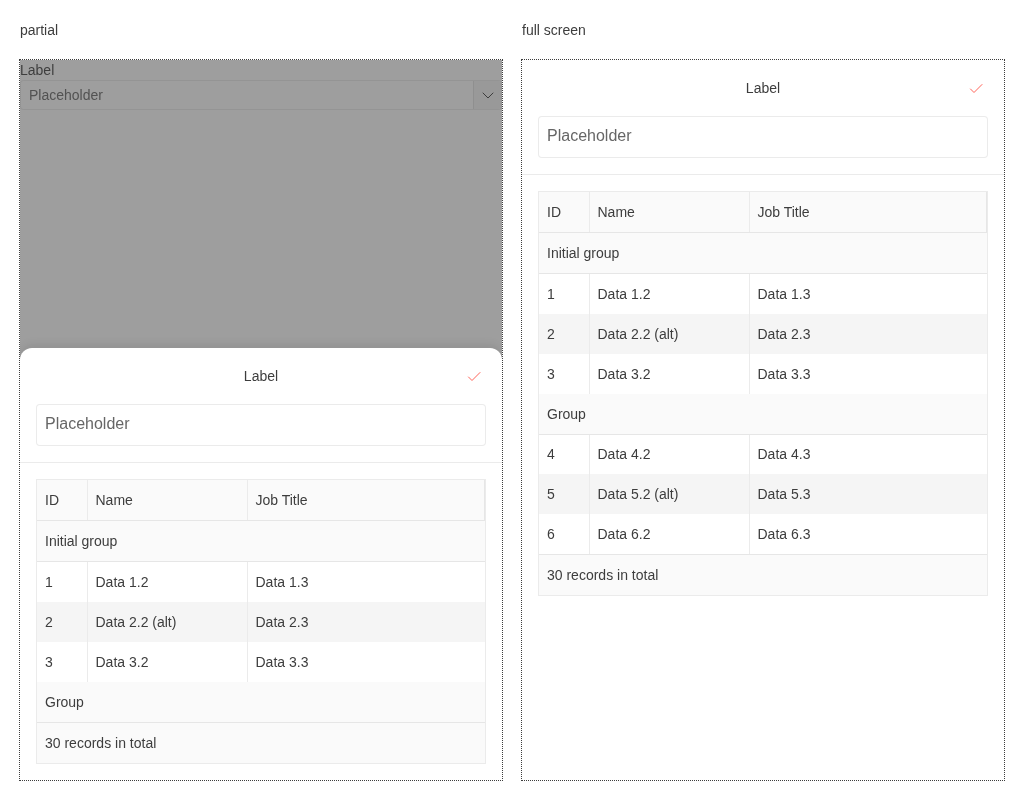 partial
Label
Placeholder
Label
Placeholder
ID Name Job Title
Initial group
1 Data 1.2 Data 1.3
2 Data 2.2 (alt) Data 2.3
3 Data 3.2 Data 3.3
Group
30 records in total
full screen
Label
Placeholder
ID Name Job Title
Initial group
1 Data 1.2 Data 1.3
2 Data 2.2 (alt) Data 2.3
3 Data 3.2 Data 3.3
Group
4 Data 4.2 Data 4.3
5 Data 5.2 (alt) Data 5.3
6 Data 6.2 Data 6.3
30 records in total